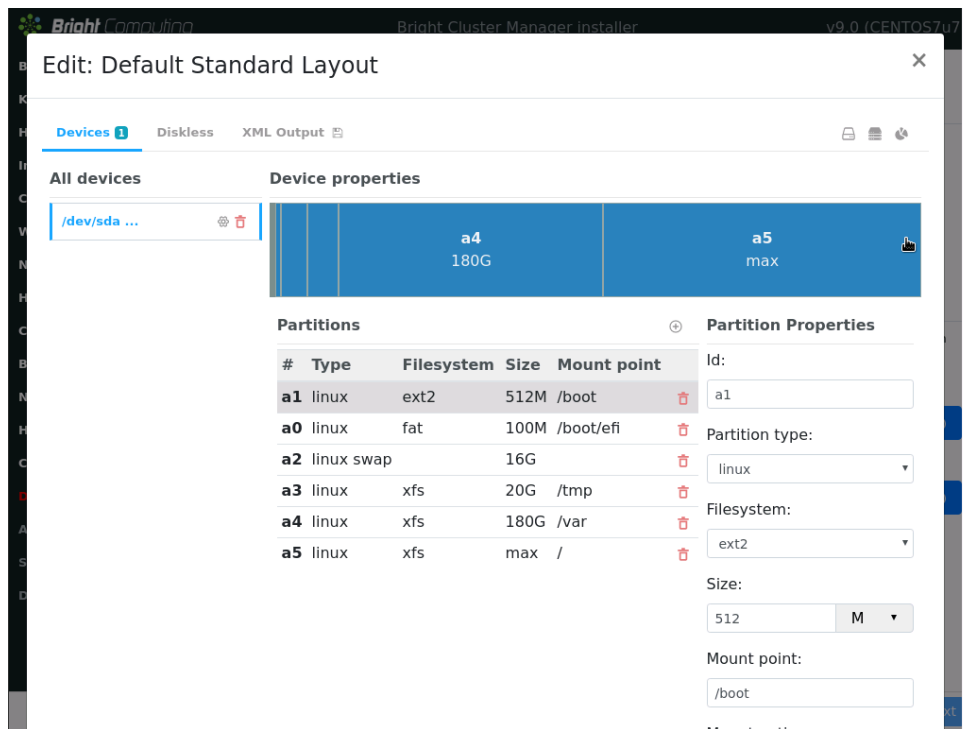 Bright Computing
Bright Cluster Manager installer
v9.0 (CENTOS7u7
Edit: Default Standard Layout
×
Devices 1
Diskless
XML Output
All devices
Device properties
/dev/sda ...
a4
180G
a5
max
Partitions
Partition Properties
# Type Filesystem Size Mount point
a1 linux ext2 512M /boot
a0 linux fat 100M /boot/efi
a2 linux swap 16G
a3 linux xfs 20G /tmp
a4 linux xfs 180G /var
a5 linux xfs max /
Id:
a1
Partition type:
linux
Filesystem:
ext2
Size:
512 M
Mount point:
/boot